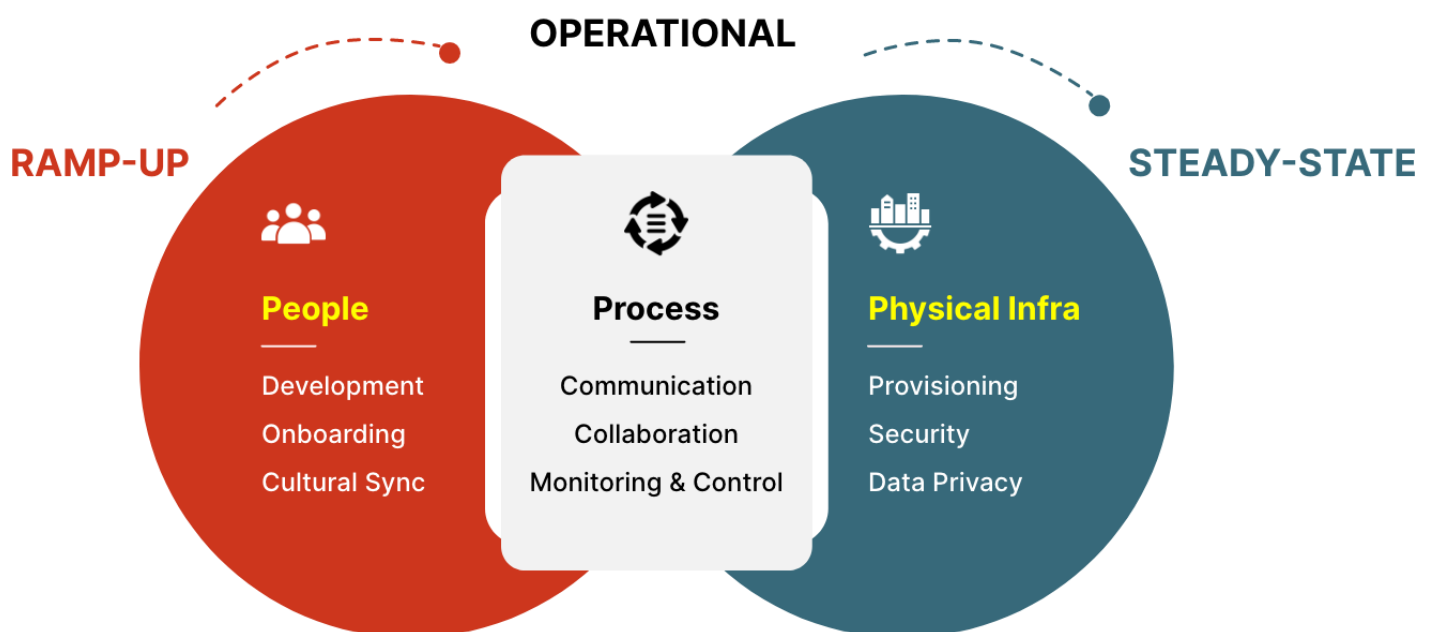 OPERATIONAL
RAMP-UP
STEADY-STATE
People
Development
Onboarding
Cultural Sync
Process
Communication
Collaboration
Monitoring & Control
Physical Infra
Provisioning
Security
Data Privacy